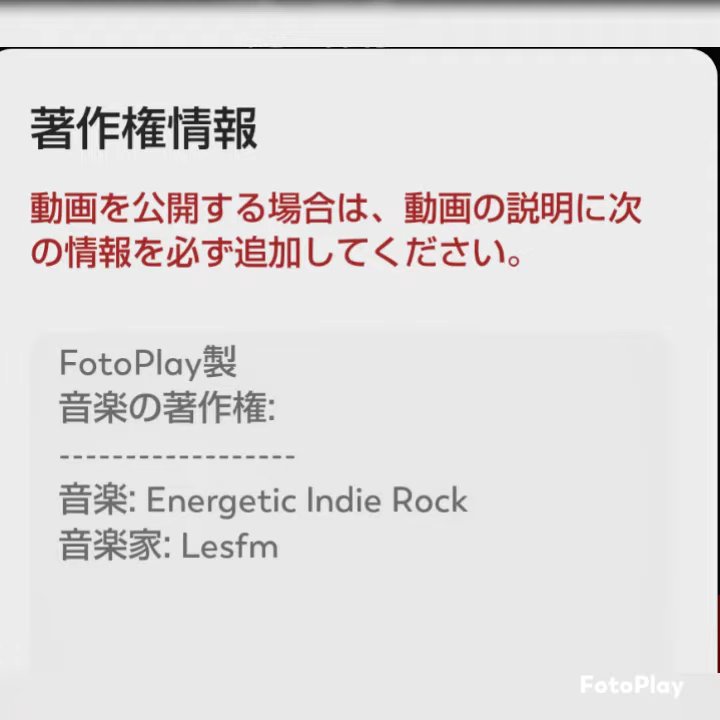 著作権情報
動画を公開する場合は、動画の説明に次
の情報を必ず追加してください。
FotoPlay製
音楽の著作権:
------------------
音楽: Energetic Indie Rock
音楽家: Lesfm
FotoPlay